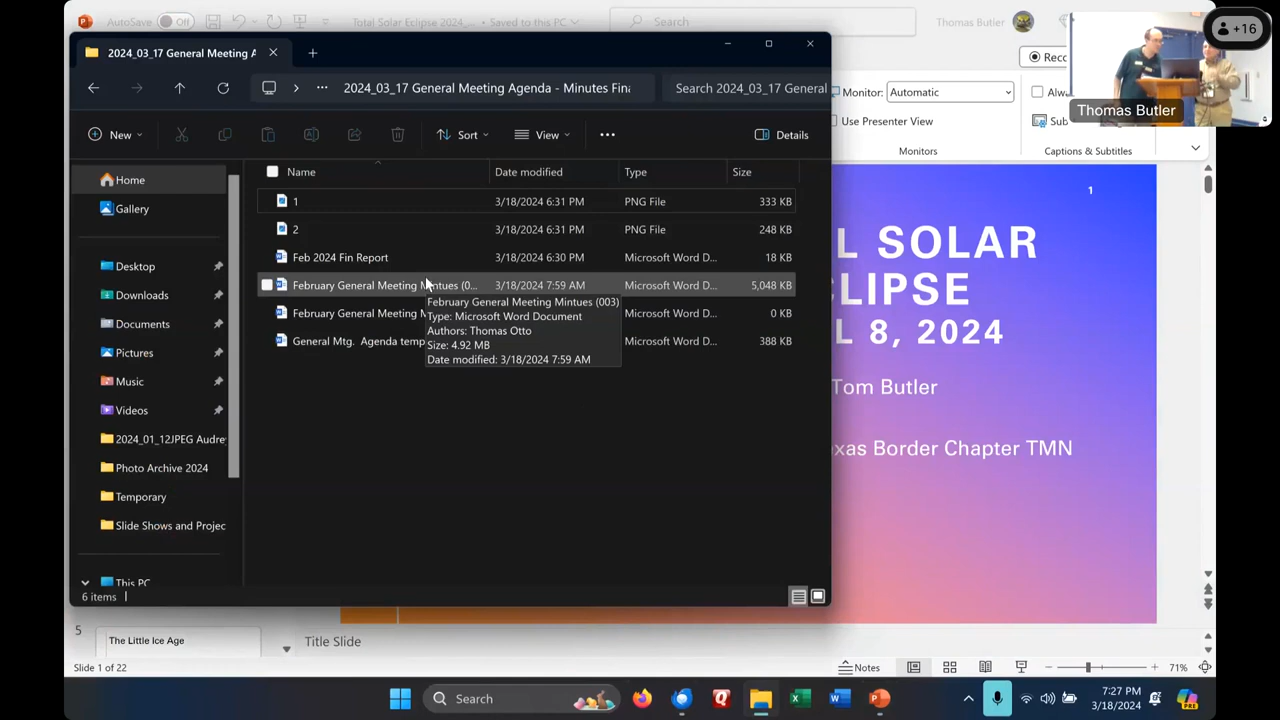 AutoSave Off
Total Solar Eclipse 2024_... • Saved to this PC
Search
Thomas Butler
+16
2024_03_17 General Meeting A
2024_03_17 General Meeting Agenda - Minutes Fin
Search 2024_03_17 General
New
Sort
View
Details
Monitor:
Automatic
Use Presenter View
Monitors
Captions & Subtitles
Thomas Butler
Name
Date modified
Type
Size
1
3/18/2024 6:31 PM
PNG File
333 KB
2
3/18/2024 6:31 PM
PNG File
248 KB
Feb 2024 Fin Report
3/18/2024 6:30 PM
Microsoft Word D...
18 KB
February General Meeting Mintues (0...
3/18/2024 7:59 AM
Microsoft Word D...
5,048 KB
February General Meeting M
Microsoft Word D...
0 KB
General Mtg. Agenda temp
Microsoft Word D...
388 KB
February General Meeting Mintues (003)
Type: Microsoft Word Document
Authors: Thomas Otto
Size: 4.92 MB
Date modified: 3/18/2024 7:59 AM
Home
Gallery
Desktop
Downloads
Documents
Pictures
Music
Videos
2024_01_12JPEG Audre
Photo Archive 2024
Temporary
Slide Shows and Projec
This PC
6 items
1
L SOLAR
CLIPSE
L 8, 2024
Tom Butler
xas Border Chapter TMN
5
The Little Ice Age
Title Slide
Slide 1 of 22
Notes
71%
Search
7:27 PM
3/18/2024
PRE